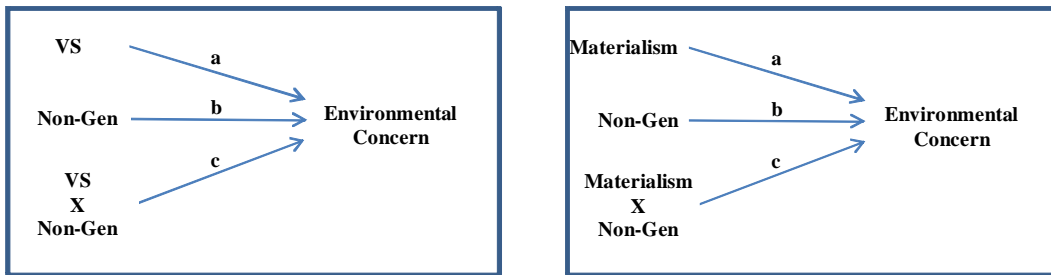 VS
a
Non-Gen
b
Environmental
Concern
c
VS
X
Non-Gen
Materialism
a
Non-Gen
b
Environmental
Concern
c
Materialism
X
Non-Gen